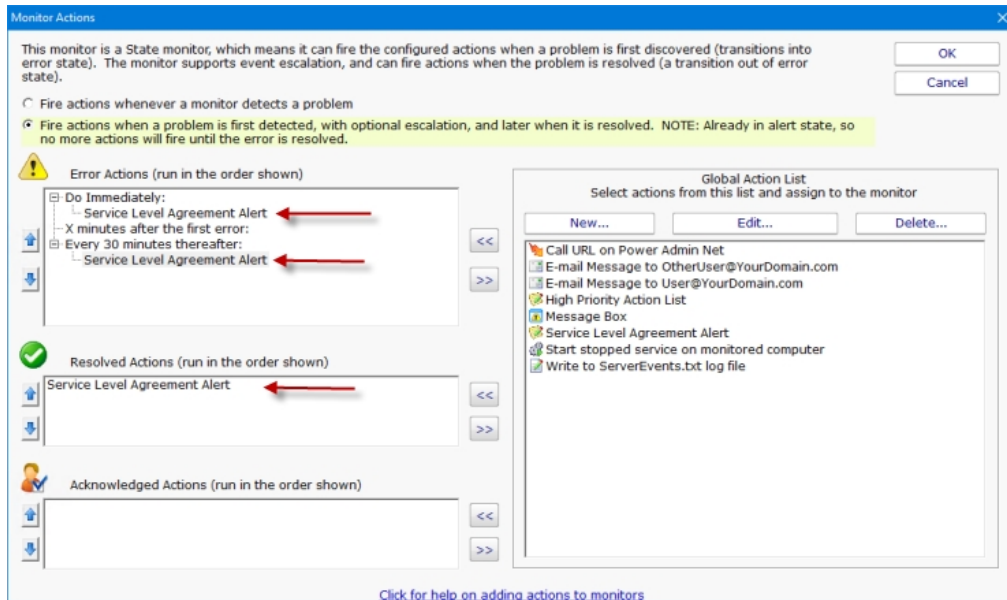 Monitor Actions
This monitor is a State monitor, which means it can fire the configured actions when a problem is first discovered (transitions into
error state). The monitor supports event escalation, and can fire actions when the problem is resolved (a transition out of error
state).
OK
Cancel
Fire actions whenever a monitor detects a problem
Fire actions when a problem is first detected, with optional escalation, and later when it is resolved. NOTE: Already in alert state, so
no more actions will fire until the error is resolved.
Error Actions (run in the order shown)
Do Immediately:
Service Level Agreement Alert
X minutes after the first error:
Every 30 minutes thereafter:
Service Level Agreement Alert
<<
>>
Resolved Actions (run in the order shown)
Service Level Agreement Alert
<<
>>
Acknowledged Actions (run in the order shown)
<<
>>
Global Action List
Select actions from this list and assign to the monitor
New... Edit... Delete...
Call URL on Power Admin Net
E-mail Message to OtherUser@YourDomain.com
E-mail Message to User@YourDomain.com
High Priority Action List
Message Box
Service Level Agreement Alert
Start stopped service on monitored computer
Write to ServerEvents.txt log file
Click for help on adding actions to monitors